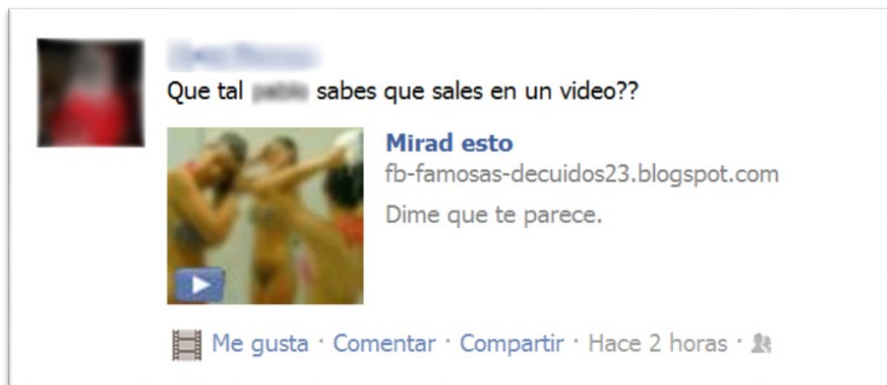 Que tal sabes que sales en un video??
Mirad esto
fb-famosas-decuidos23.blogspot.com
Dime que te parece.
Me gusta · Comentar · Compartir · Hace 2 horas ·